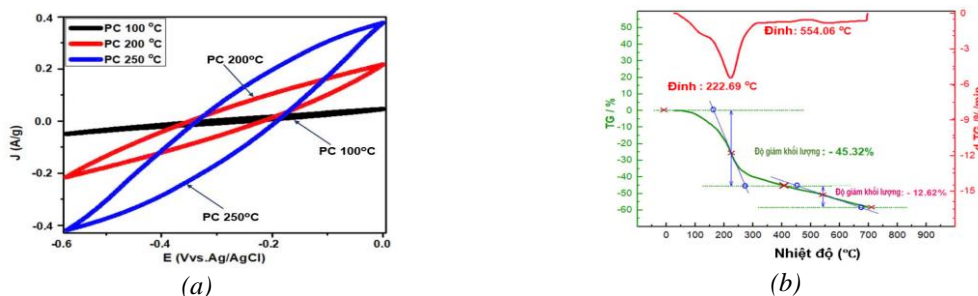 PC 100 °C
PC 200 °C
PC 250 °C
PC 200°C
PC 100°C
PC 250°C
0.4
0.2
0.0
-0.2
-0.4
J (A/g)
-0.6
-0.4
-0.2
0.0
E (Vvs.Ag/AgCl)
(a)
50
40
30
20
10
0
-10
-20
-30
-40
-50
-60
TG / %
Đỉnh: 554.06 °C
Đỉnh : 222.69 °C
Độ giảm khối lượng : - 45.32%
Độ giảm khối lượng: - 12.62%
0
-3
-6
-9
-12
-15
0 100 200 300 400 500 600 700 800 900
Nhiệt độ (°C)
(b)